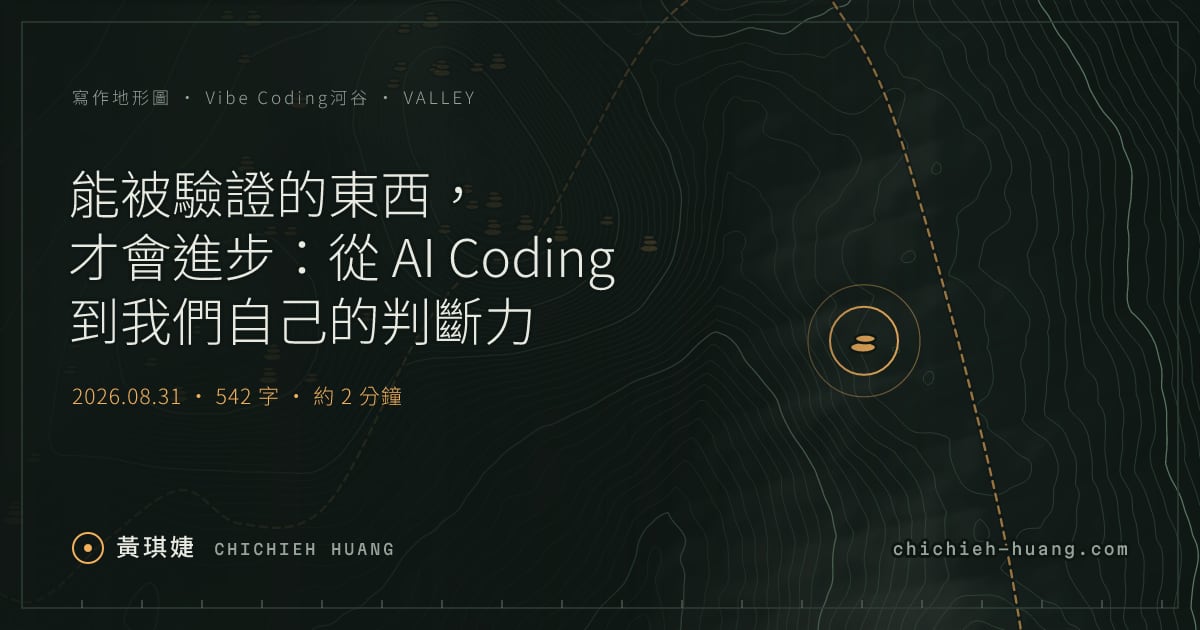 寫作地形圖 · Vibe Coding河谷 · VALLEY
能被驗證的東西，
才會進步：從 AI Coding
到我們自己的判斷力
2026.08.31 · 542 字 · 約 2 分鐘
黃琪婕 CHICHIEH HUANG
chichieh-huang.com